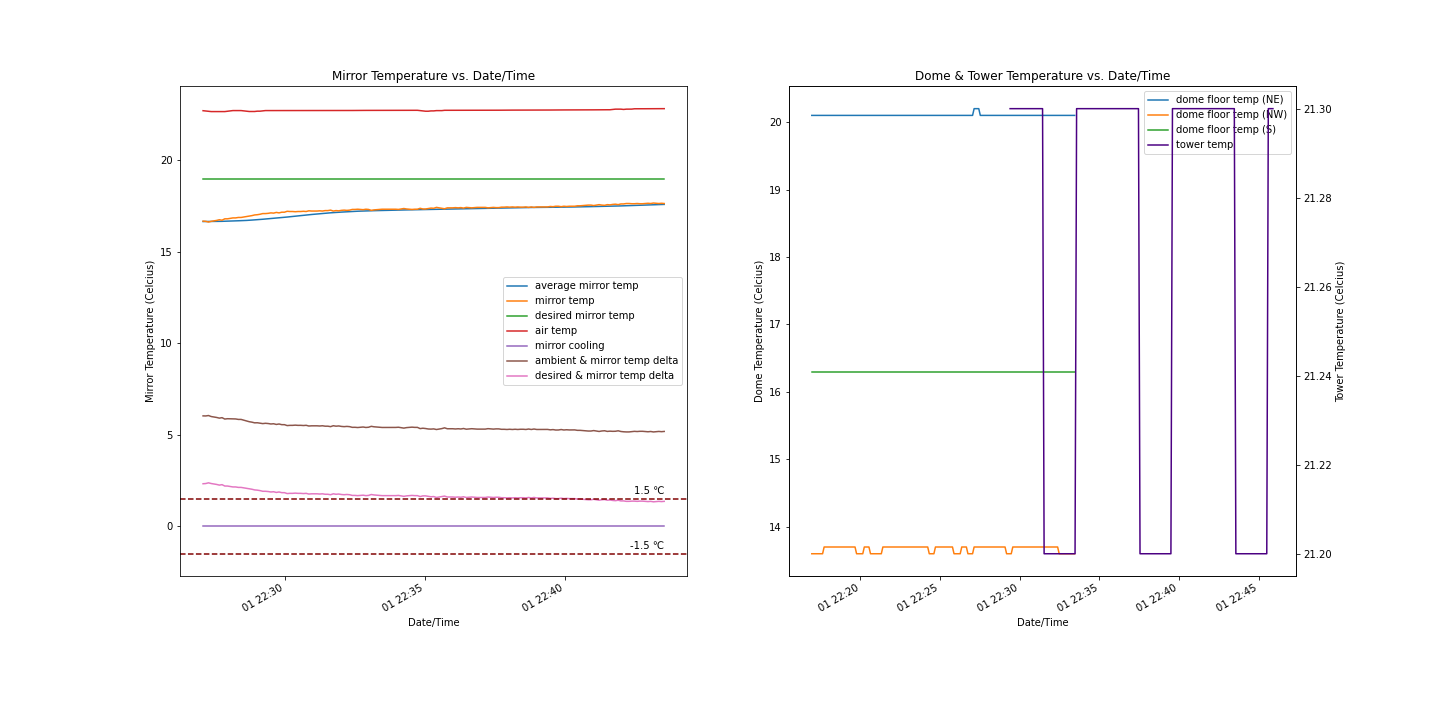 Mirror Temperature vs. Date/Time
Mirror Temperature (Celcius)
20
15
10
5
0
average mirror temp
mirror temp
desired mirror temp
air temp
mirror cooling
ambient & mirror temp delta
desired & mirror temp delta
1.5 ℃
-1.5 ℃
01 22:30
01 22:35
01 22:40
Date/Time
Dome & Tower Temperature vs. Date/Time
Dome Temperature (Celcius)
20
19
18
17
16
15
14
dome floor temp (NE)
dome floor temp (NW)
dome floor temp (S)
tower temp
21.30
21.28
21.26
21.24
21.22
21.20
Tower Temperature (Celcius)
01 22:20
01 22:25
01 22:30
01 22:35
01 22:40
01 22:45
Date/Time